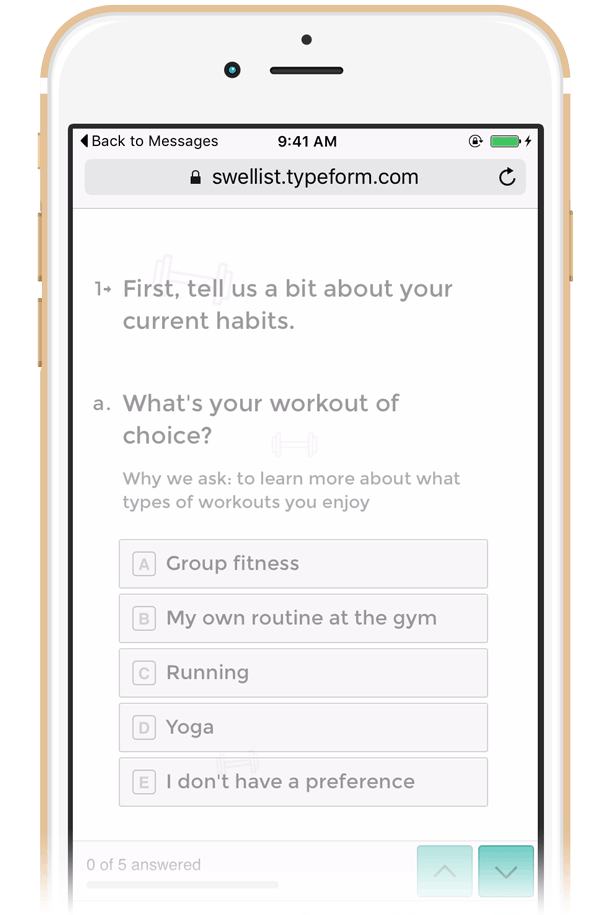 Back to Messages 9:41 AM
swellist.typeform.com
1→ First, tell us a bit about your
current habits.
a. What's your workout of
choice?
Why we ask: to learn more about what
types of workouts you enjoy
A Group fitness
B My own routine at the gym
C Running
D Yoga
E I don't have a preference
0 of 5 answered